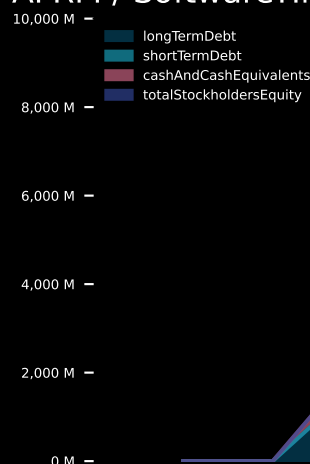 10,000 M
longTermDebt
shortTermDebt
cashAndCashEquivalents
totalStockholdersEquity
8,000 M
6,000 M
4,000 M
2,000 M
0 M